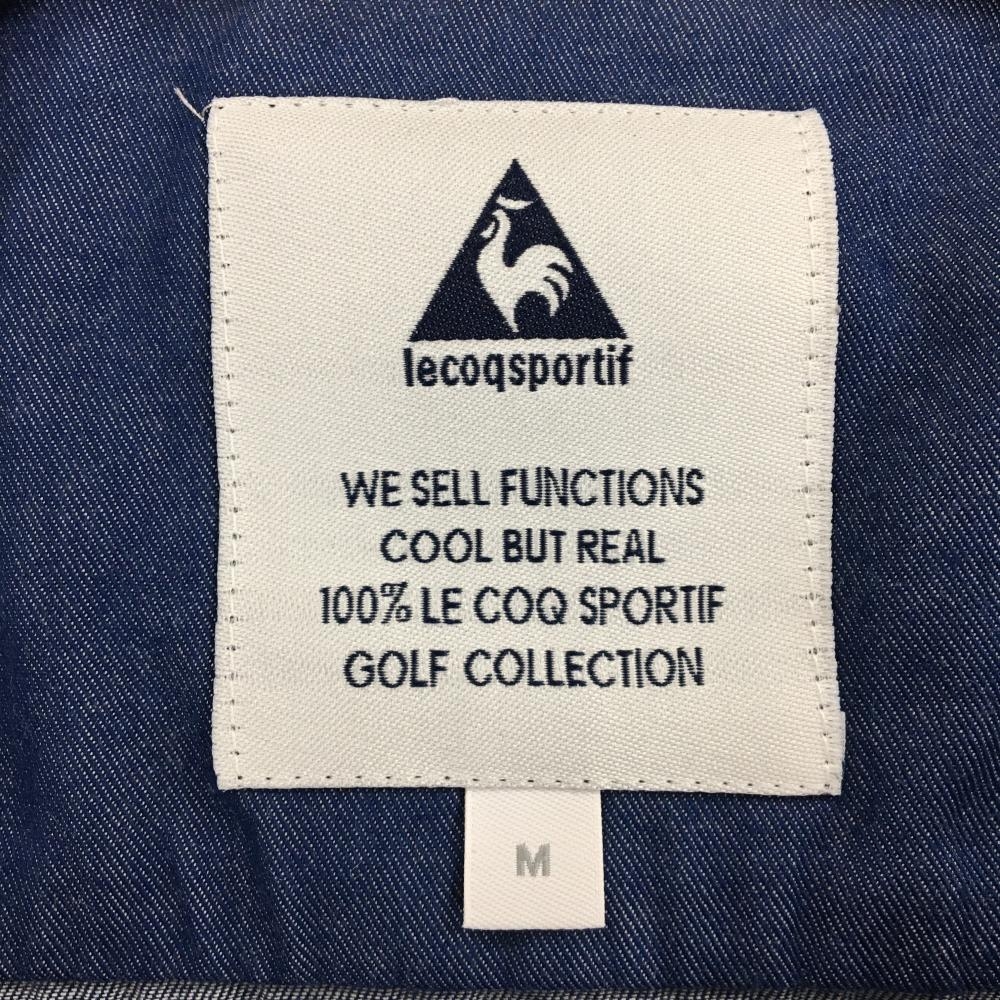 lecoqsportif
WE SELL FUNCTIONS
COOL BUT REAL
100% LE COQ SPORTIF
GOLF COLLECTION
M